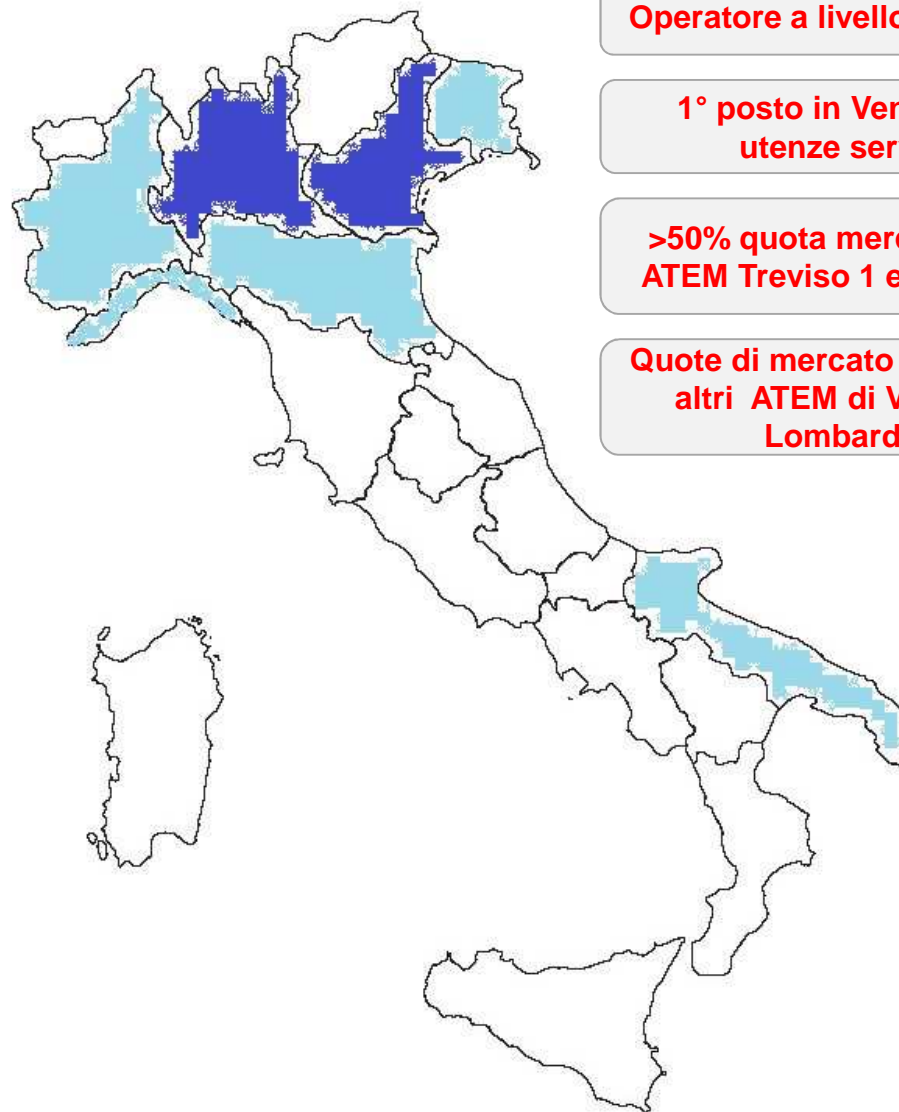 Operatore a livello
1° posto in Ven
utenze ser
>50% quota merc
ATEM Treviso 1 e
Quote di mercato
altri ATEM di V
Lombard